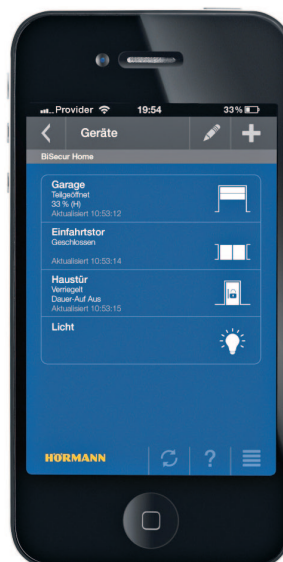 Provider 19:54 33%
Geräte
BiSecur Home
Garage
Teilgeöffnet
33 % (H)
Aktualisiert 10:53:12
Einfahrtstor
Geschlossen
Aktualisiert 10:53:14
Haustür
Verriegelt
Dauer-Auf Aus
Aktualisiert 10:53:15
Licht
HÖRMANN ?